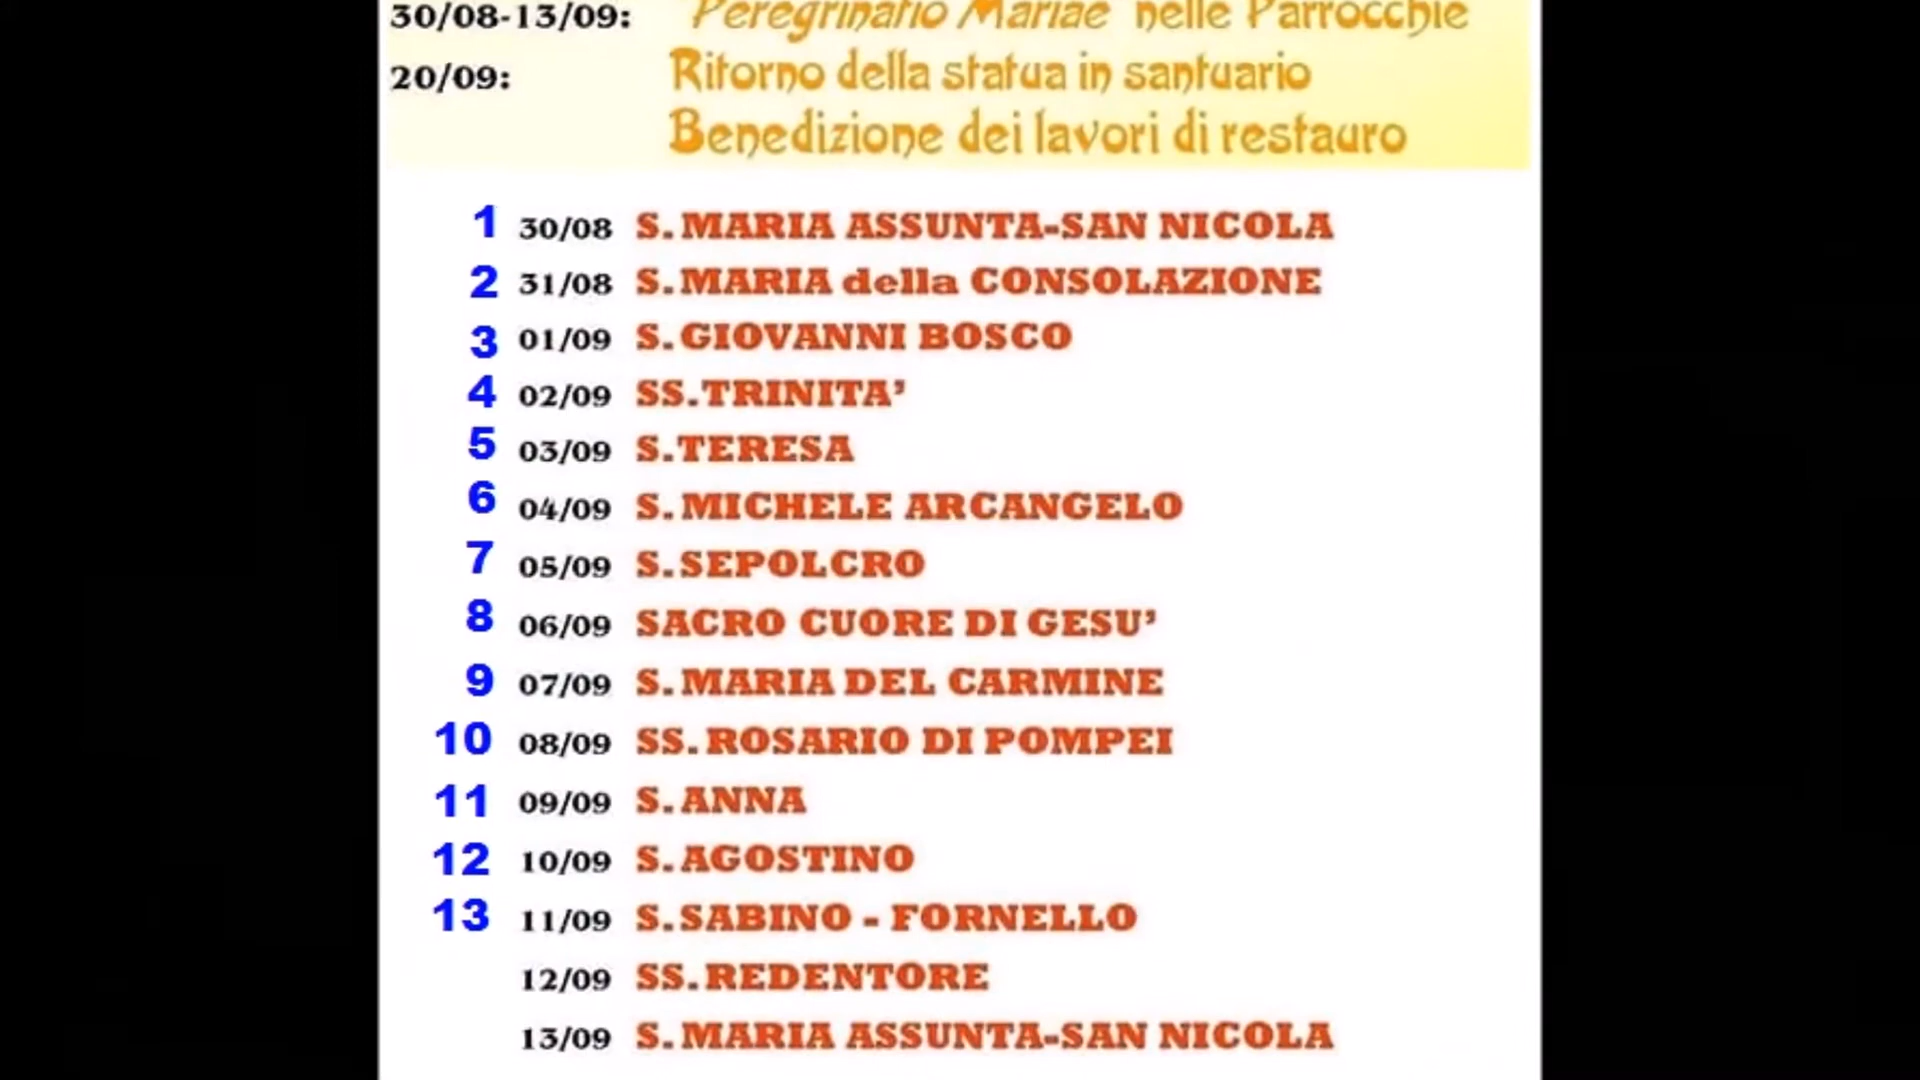 30/08-13/09: "Peregrinatio Mariae" nelle Parrocchie
20/09: Ritorno della statua in santuario
Benedizione dei lavori di restauro
1 30/08 S. MARIA ASSUNTA-SAN NICOLA
2 31/08 S. MARIA della CONSOLAZIONE
3 01/09 S. GIOVANNI BOSCO
4 02/09 SS. TRINITA’
5 03/09 S. TERESA
6 04/09 S. MICHELE ARCANGELO
7 05/09 S. SEPOLCRO
8 06/09 SACRO CUORE DI GESU’
9 07/09 S. MARIA DEL CARMINE
10 08/09 SS. ROSARIO DI POMPEI
11 09/09 S. ANNA
12 10/09 S. AGOSTINO
13 11/09 S. SABINO - FORNELLO
12/09 SS. REDENTORE
13/09 S. MARIA ASSUNTA-SAN NICOLA